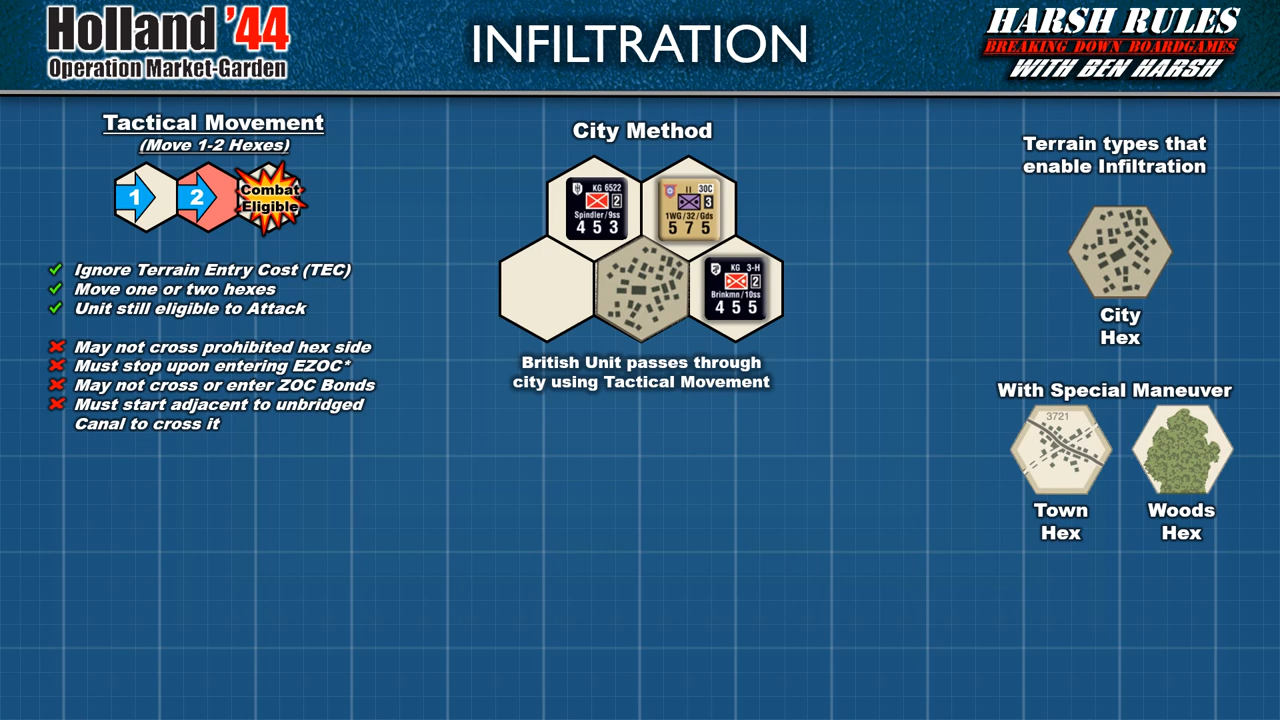 Holland '44
Operation Market-Garden
INFILTRATION
HARSH RULES
BREAKING DOWN BOARDGAMES
WITH BEN HARSH
Tactical Movement
(Move 1-2 Hexes)
1
2
Combat
Eligible
Ignore Terrain Entry Cost (TEC)
Move one or two hexes
Unit still eligible to Attack
May not cross prohibited hex side
Must stop upon entering EZOC*
May not cross or enter ZOC Bonds
Must start adjacent to unbridged
Canal to cross it
City Method
KG 6522
2
Spindler/9ss
4 5 3
II 30C
3
1WG/32/Gds
5 7 5
KG 3-H
2
Brinkmn/10ss
4 5 5
British Unit passes through
city using Tactical Movement
Terrain types that
enable Infiltration
City
Hex
With Special Maneuver
3721
Town
Hex
Woods
Hex